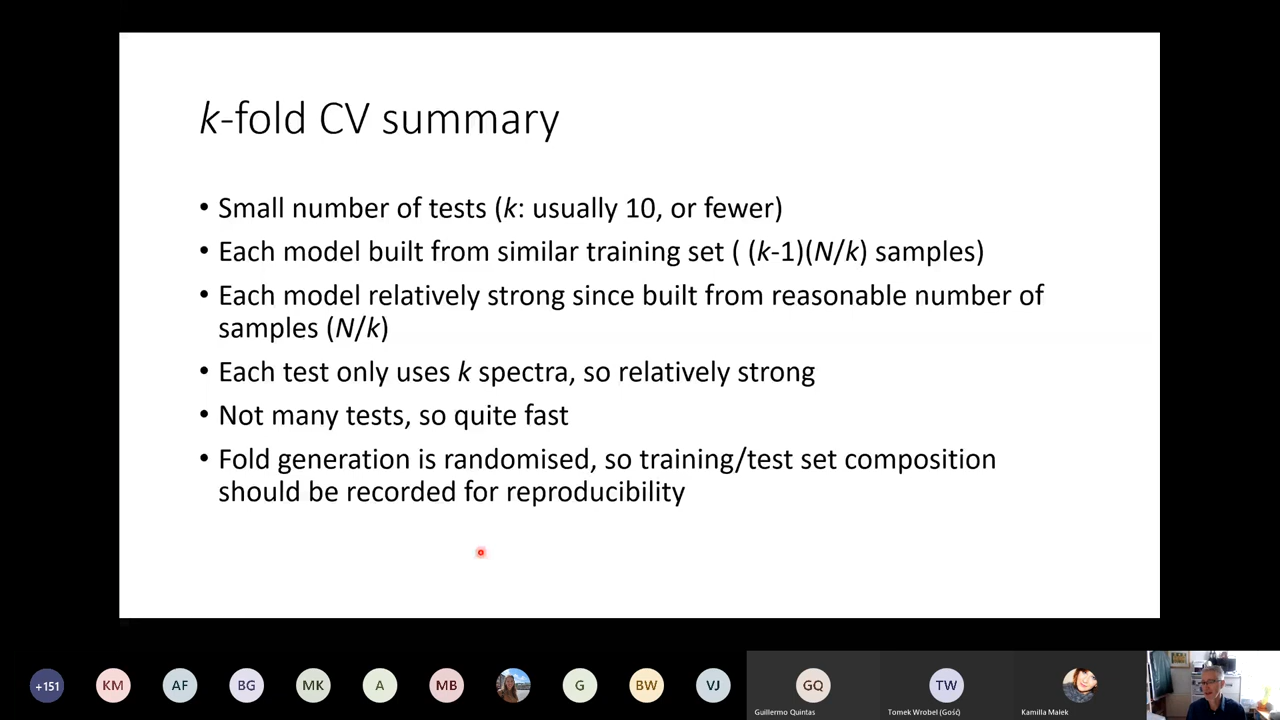 k-fold CV summary
• Small number of tests (k: usually 10, or fewer)
• Each model built from similar training set ( (k-1)(N/k) samples)
• Each model relatively strong since built from reasonable number of
samples (N/k)
• Each test only uses k spectra, so relatively strong
• Not many tests, so quite fast
• Fold generation is randomised, so training/test set composition
should be recorded for reproducibility
+151 KM AF BG MK A MB G BW VJ GQ TW
Guillermo Quintas Tomek Wrobel (Gość) Kamilla Małek